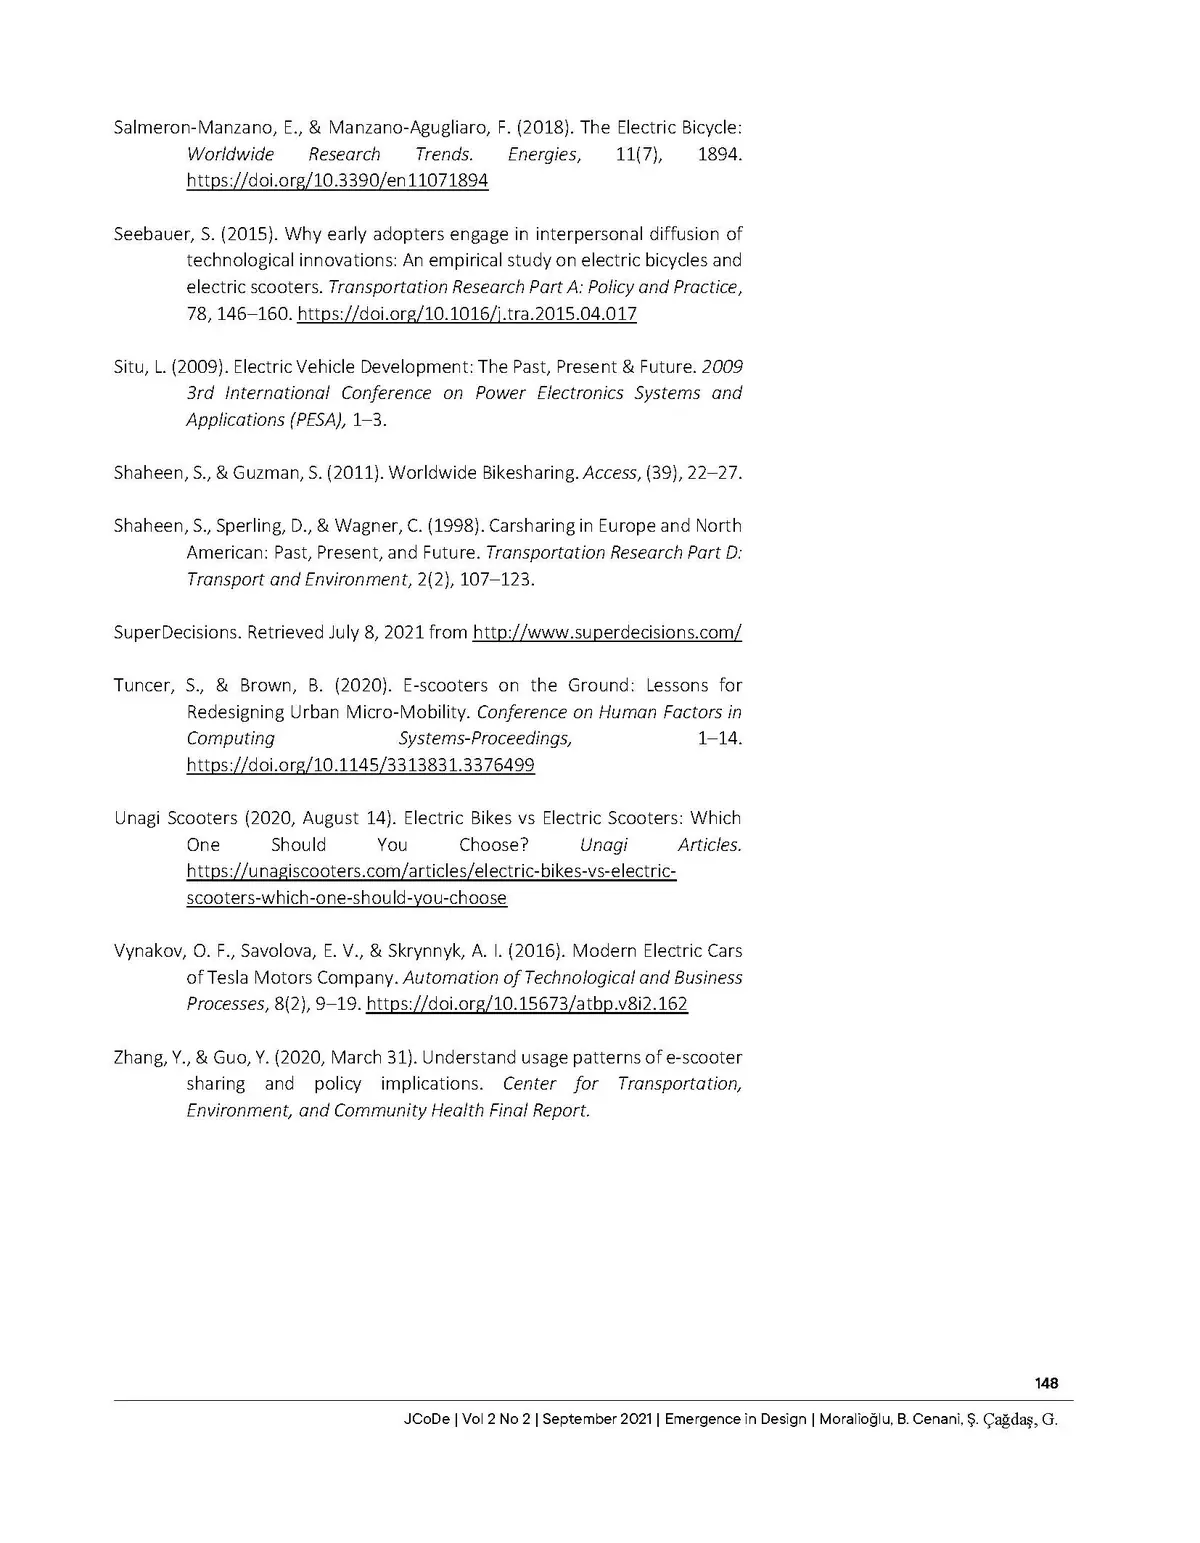 Salmeron-Manzano, E., & Manzano-Agugliaro, F. (2018). The Electric Bicycle:
Worldwide Research Trends. Energies, 11(7), 1894.
https://doi.org/10.3390/en11071894
Seebauer, S. (2015). Why early adopters engage in interpersonal diffusion of
technological innovations: An empirical study on electric bicycles and
electric scooters. Transportation Research Part A: Policy and Practice,
78, 146–160. https://doi.org/10.1016/j.tra.2015.04.017
Situ, L. (2009). Electric Vehicle Development: The Past, Present & Future. 2009
3rd International Conference on Power Electronics Systems and
Applications (PESA), 1–3.
Shaheen, S., & Guzman, S. (2011). Worldwide Bikesharing. Access, (39), 22–27.
Shaheen, S., Sperling, D., & Wagner, C. (1998). Carsharing in Europe and North
American: Past, Present, and Future. Transportation Research Part D:
Transport and Environment, 2(2), 107–123.
SuperDecisions. Retrieved July 8, 2021 from http://www.superdecisions.com/
Tuncer, S., & Brown, B. (2020). E-scooters on the Ground: Lessons for
Redesigning Urban Micro-Mobility. Conference on Human Factors in
Computing Systems-Proceedings, 1–14.
https://doi.org/10.1145/3313831.3376499
Unagi Scooters (2020, August 14). Electric Bikes vs Electric Scooters: Which
One Should You Choose? Unagi Articles.
https://unagiscooters.com/articles/electric-bikes-vs-electric-
scooters-which-one-should-you-choose
Vynakov, O. F., Savolova, E. V., & Skrynnyk, A. I. (2016). Modern Electric Cars
of Tesla Motors Company. Automation of Technological and Business
Processes, 8(2), 9–19. https://doi.org/10.15673/atbp.v8i2.162
Zhang, Y., & Guo, Y. (2020, March 31). Understand usage patterns of e-scooter
sharing and policy implications. Center for Transportation,
Environment, and Community Health Final Report.
148
JCoDe | Vol 2 No 2 | September 2021 | Emergence in Design | Moralioğlu, B. Cenani, Ş. Çağdaş, G.